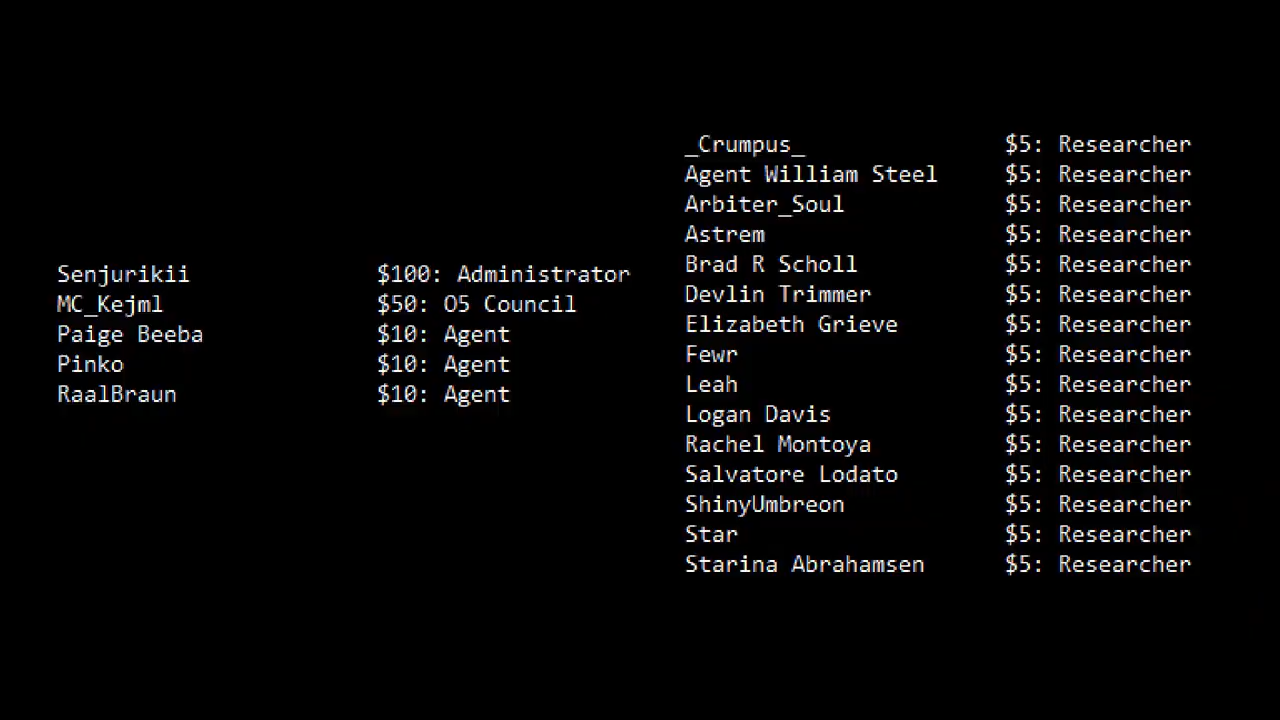 Senjurikii $100: Administrator
MC_Kejml $50: O5 Council
Paige Beeba $10: Agent
Pinko $10: Agent
RaalBraun $10: Agent
_Crumpus_ $5: Researcher
Agent William Steel $5: Researcher
Arbiter_Soul $5: Researcher
Astrem $5: Researcher
Brad R Scholl $5: Researcher
Devlin Trimmer $5: Researcher
Elizabeth Grieve $5: Researcher
Fewr $5: Researcher
Leah $5: Researcher
Logan Davis $5: Researcher
Rachel Montoya $5: Researcher
Salvatore Lodato $5: Researcher
ShinyUmbreon $5: Researcher
Star $5: Researcher
Starina Abrahamsen $5: Researcher